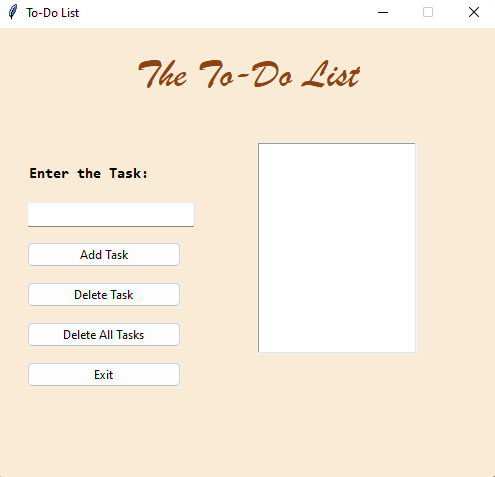 To-Do List
The To-Do List
Enter the Task:
Add Task
Delete Task
Delete All Tasks
Exit